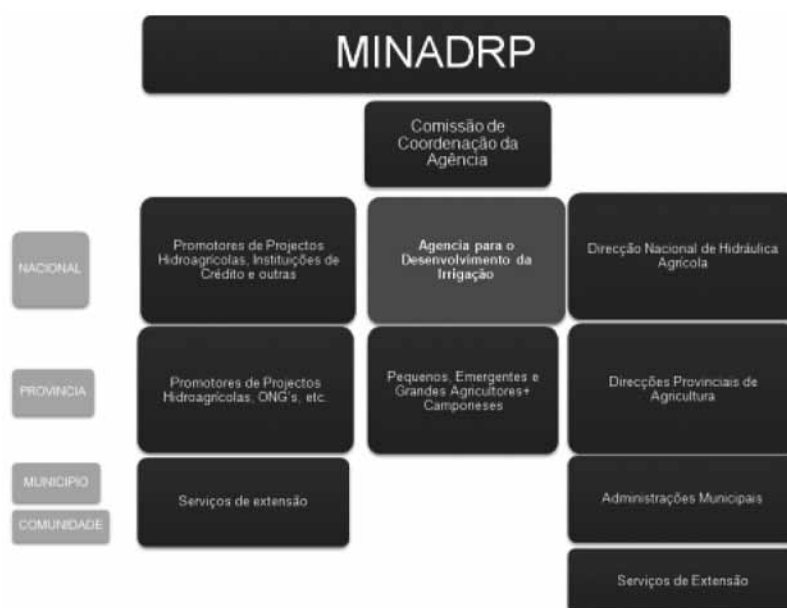 MINADRP
Comissão de
Coordenação da
Agência
NACIONAL
Promotores de Projectos
Hidroagrícolas, Instituições de
Crédito e outras
Agencia para o
Desenvolvimento da
Irrigação
Direcção Nacional de Hidráulica
Agrícola
PROVINCIA
Promotores de Projectos
Hidroagrícolas, ONG's, etc.
Pequenos, Emergentes e
Grandes Agricultores+
Camponeses
Direcções Provinciais de
Agricultura
MUNICIPIO
COMUNIDADE
Serviços de extensão
Administrações Municipais
Serviços de Extensão